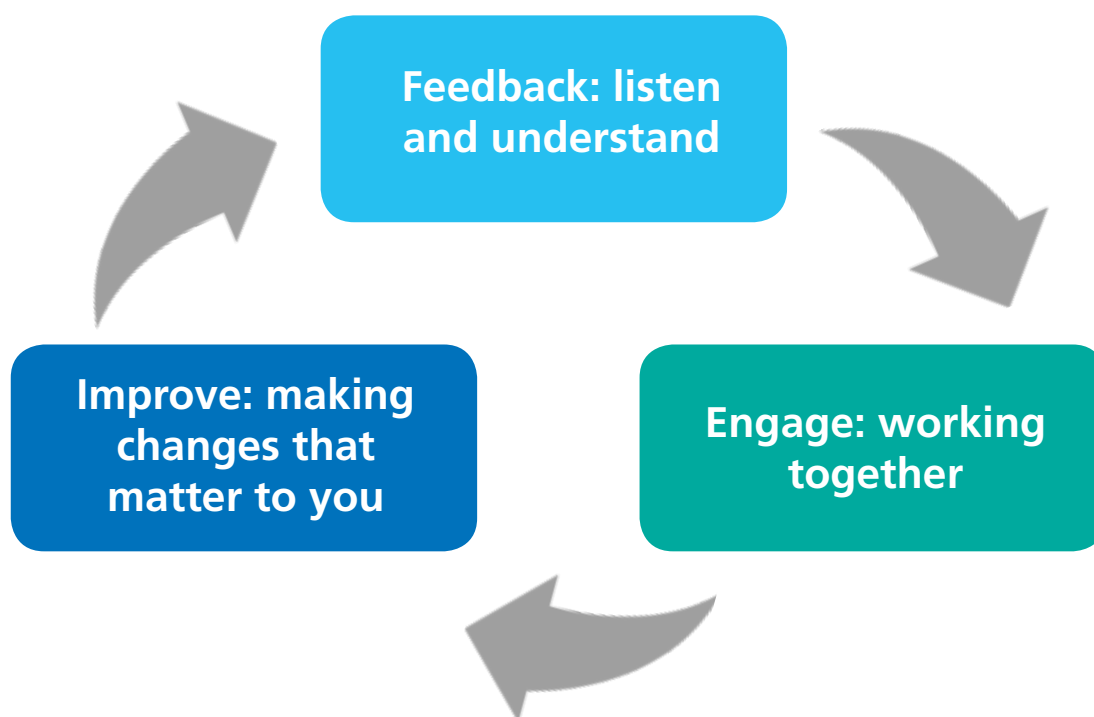 Feedback: listen
and understand
Improve: making
changes that
matter to you
Engage: working
together